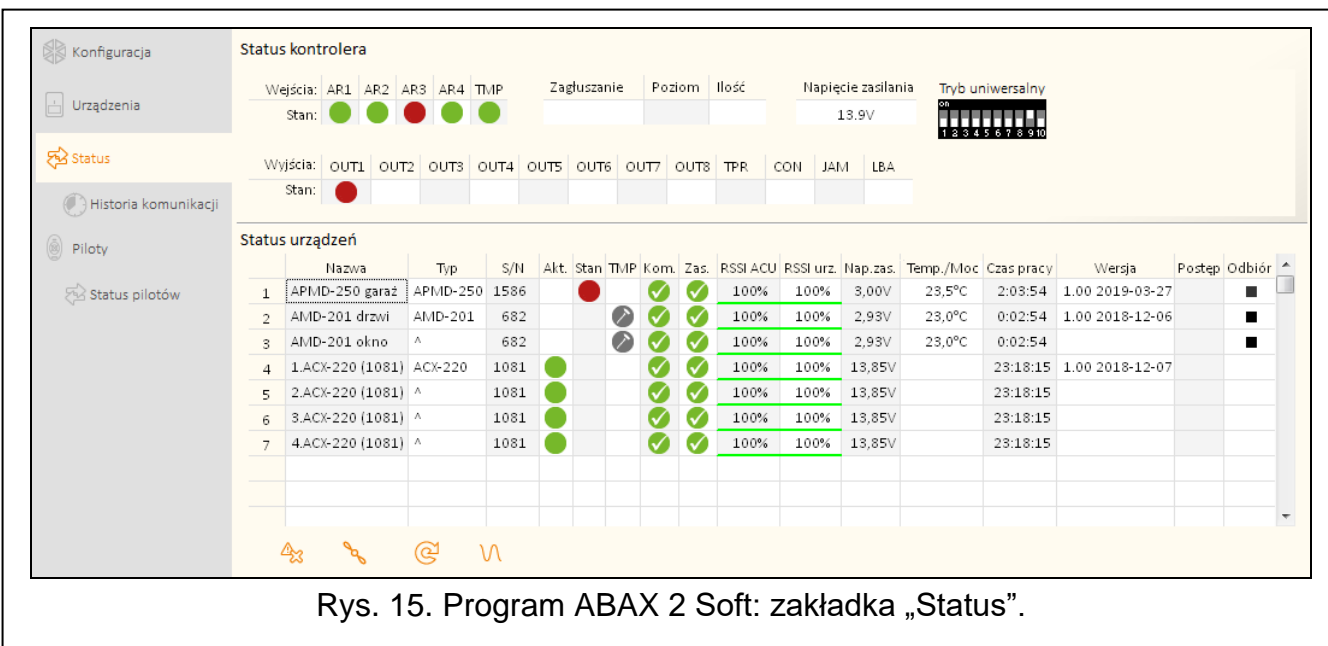 Konfiguracja
Urządzenia
Status
Historia komunikacji
Piloty
Status pilotów
Status kontrolera
Wejścia: AR1 AR2 AR3 AR4 TMP
Stan:
Zagłuszanie Poziom Ilość
Napięcie zasilania
13.9V
Tryb uniwersalny
on
1 2 3 4 5 6 7 8 9 10
Wyjścia: OUT1 OUT2 OUT3 OUT4 OUT5 OUT6 OUT7 OUT8 TPR CON JAM LBA
Stan:
Status urządzeń
Nazwa Typ S/N Akt. Stan TMP Kom. Zas. RSSI ACU RSSI urz. Nap.zas. Temp./Moc Czas pracy Wersja Postęp Odbiór
1 APMD-250 garaż APMD-250 1586 100% 100% 3,00V 23,5°C 2:03:54 1.00 2019-03-27
2 AMD-201 drzwi AMD-201 682 100% 100% 2,93V 23,0°C 0:02:54 1.00 2018-12-06
3 AMD-201 okno ^ 682 100% 100% 2,93V 23,0°C 0:02:54
4 1.ACX-220 (1081) ACX-220 1081 100% 100% 13,85V 23:18:15 1.00 2018-12-07
5 2.ACX-220 (1081) ^ 1081 100% 100% 13,85V 23:18:15
6 3.ACX-220 (1081) ^ 1081 100% 100% 13,85V 23:18:15
7 4.ACX-220 (1081) ^ 1081 100% 100% 13,85V 23:18:15
Rys. 15. Program ABAX 2 Soft: zakładka „Status”.